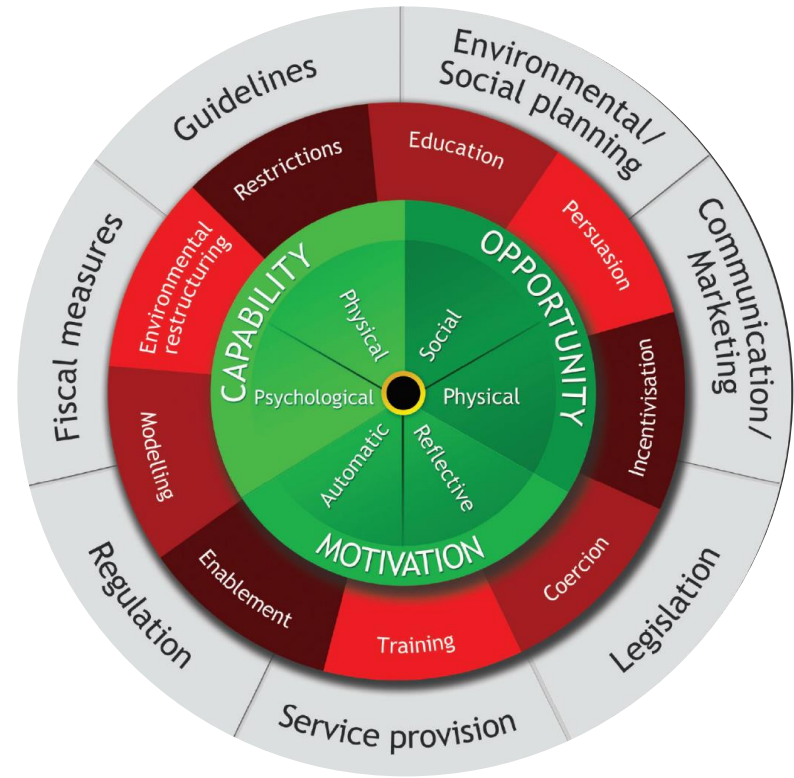 Environmental/
Social planning
Communication/
Marketing
Legislation
Service provision
Regulation
Fiscal measures
Guidelines
Education
Persuasion
Incentivisation
Coercion
Training
Enablement
Modelling
Environmental
restructuring
Restrictions
CAPABILITY
Physical
Psychological
OPPORTUNITY
Social
Physical
MOTIVATION
Automatic
Reflective